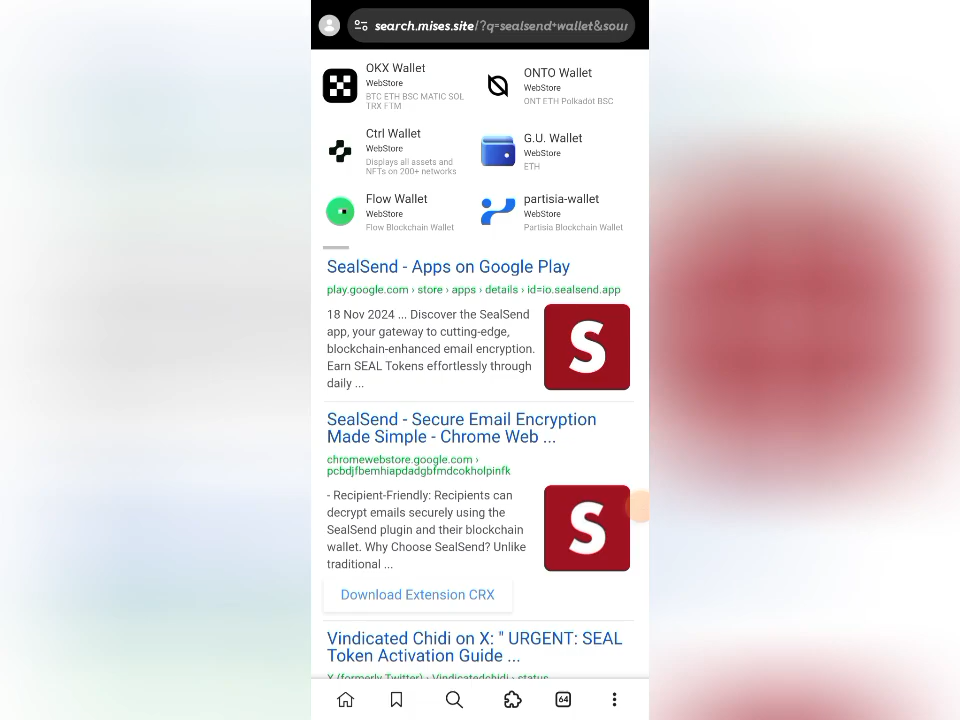 search.mises.site/?q=sealsend+wallet&sour
OKX Wallet
WebStore
BTC ETH BSC MATIC SOL
TRX FTM
ONTO Wallet
WebStore
ONT ETH Polkadot BSC
Ctrl Wallet
WebStore
Displays all assets and
NFTs on 200+ networks
G.U. Wallet
WebStore
ETH
Flow Wallet
WebStore
Flow Blockchain Wallet
partisia-wallet
WebStore
Partisia Blockchain Wallet
SealSend - Apps on Google Play
play.google.com › store › apps › details › id=io.sealsend.app
18 Nov 2024 ... Discover the SealSend
app, your gateway to cutting-edge,
blockchain-enhanced email encryption.
Earn SEAL Tokens effortlessly through
daily ...
S
SealSend - Secure Email Encryption
Made Simple - Chrome Web ...
chromewebstore.google.com ›
pcbdjfbemhiapdadgbfmdcokholpinfk
- Recipient-Friendly: Recipients can
decrypt emails securely using the
SealSend plugin and their blockchain
wallet. Why Choose SealSend? Unlike
traditional ...
S
Download Extension CRX
Vindicated Chidi on X: " URGENT: SEAL
Token Activation Guide ...
X (formerly Twitter) › Vindicatedchidi › status
64